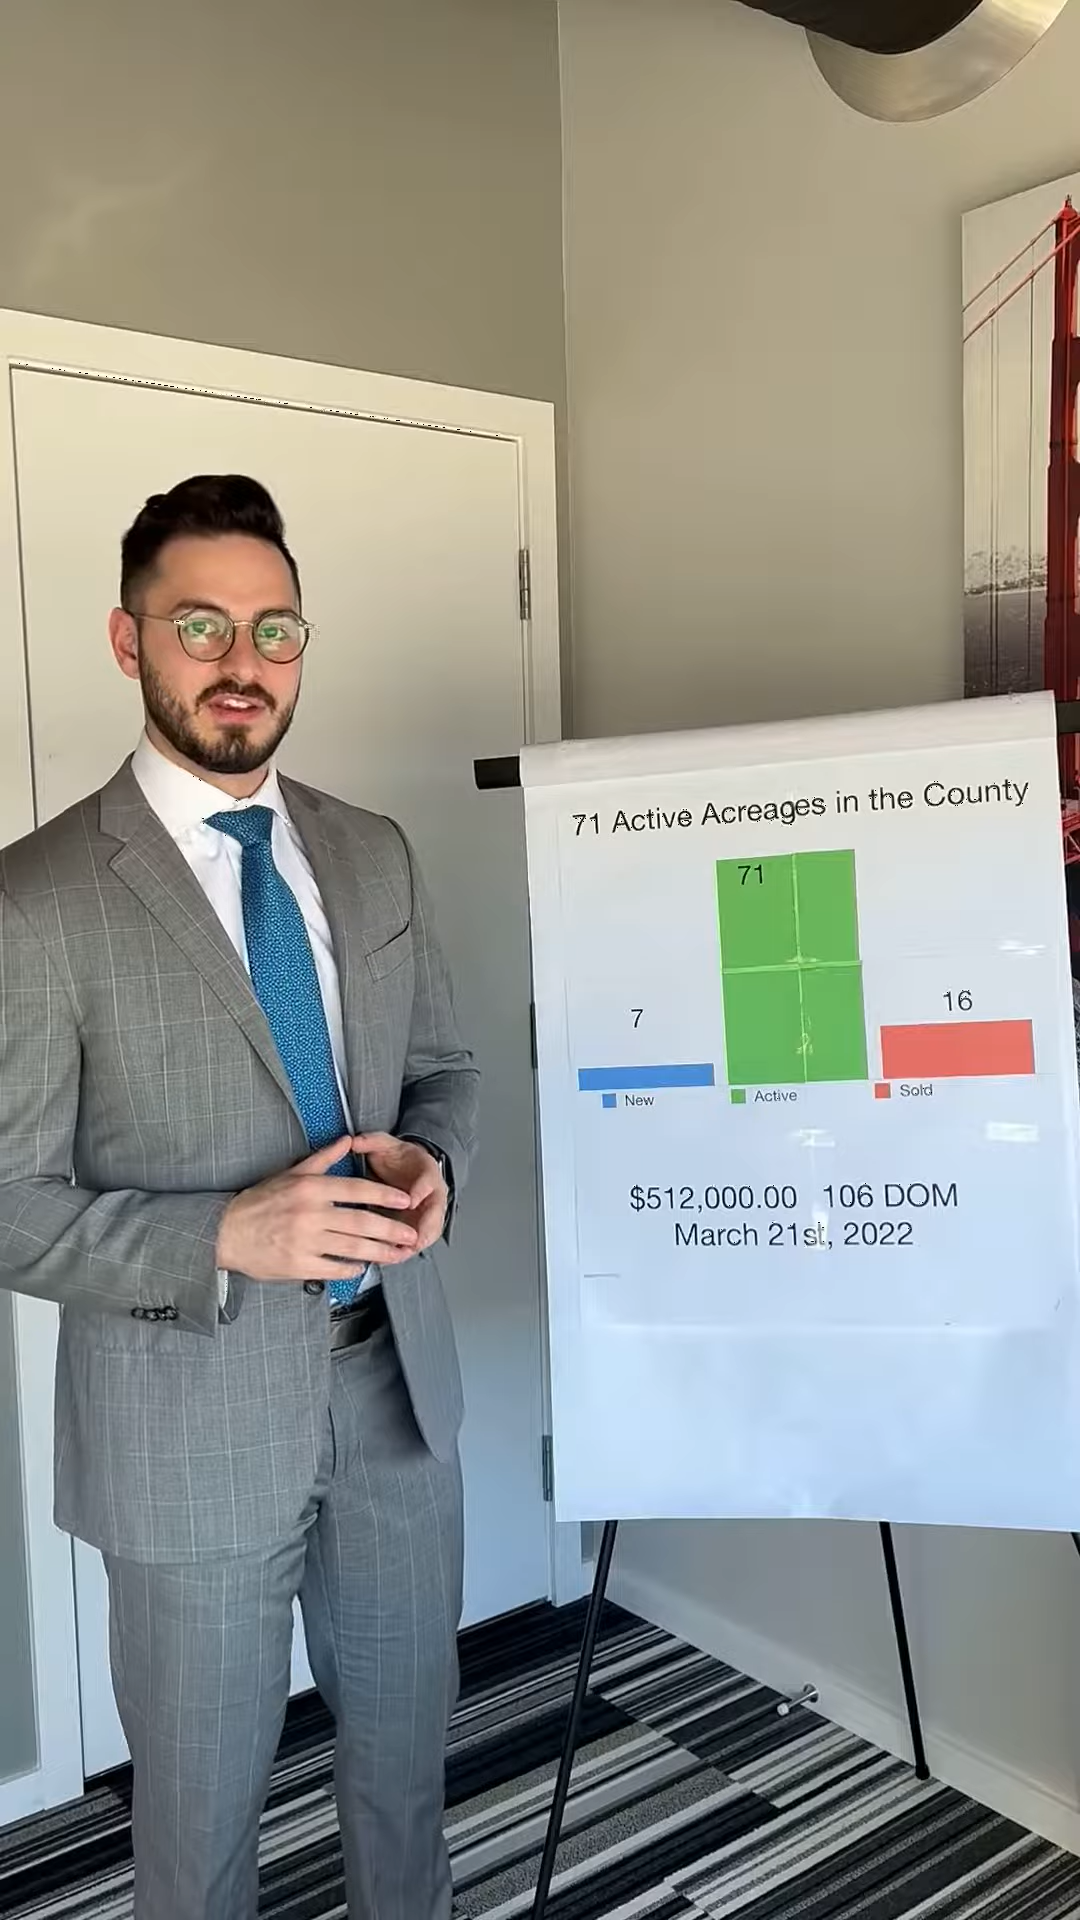 71 Active Acreages in the County
71
7
16
New
Active
Sold
$512,000.00 106 DOM
March 21st, 2022